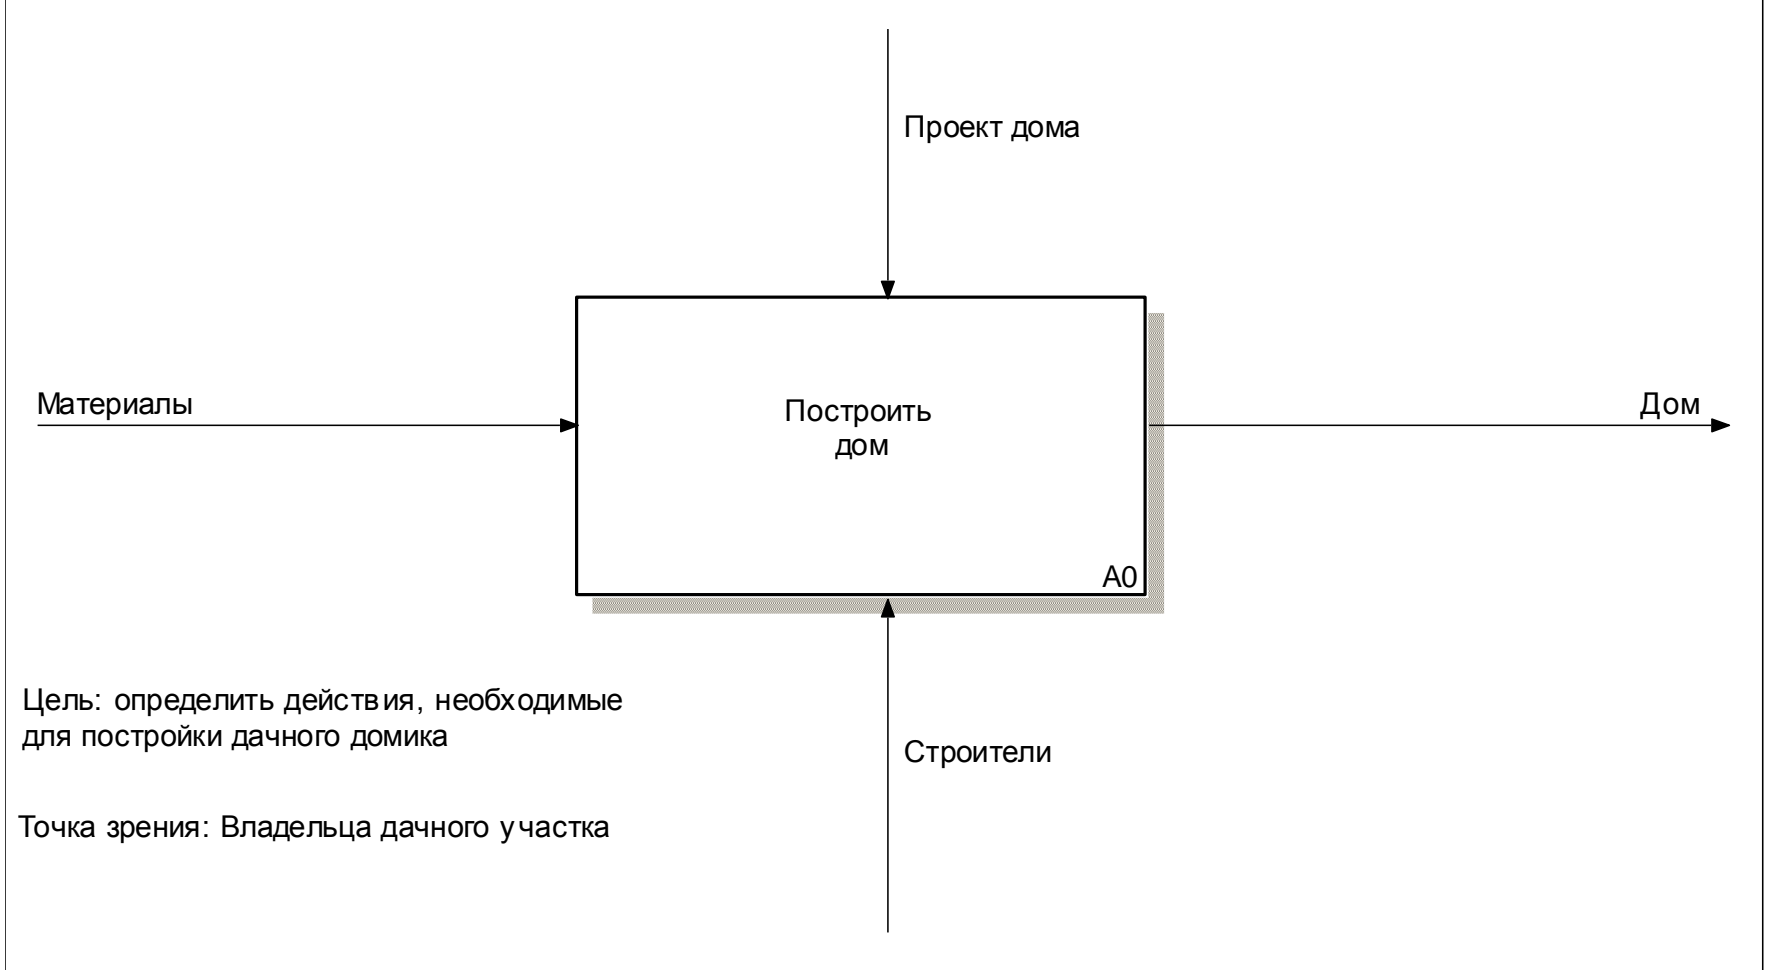 Проект дома
Материалы
Построить
дом
Дом
A0
Цель: определить действия, необходимые
для постройки дачного домика
Строители
Точка зрения: Владельца дачного участка